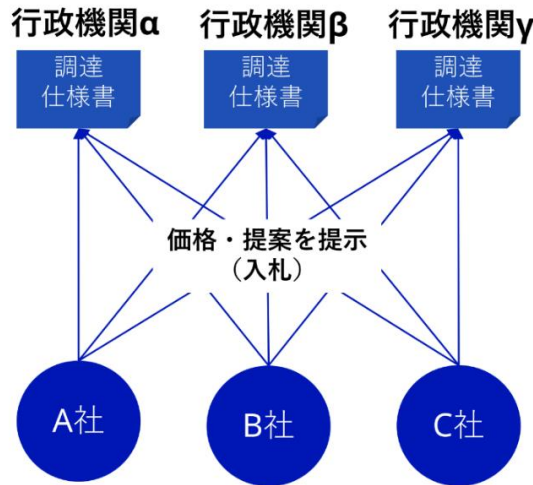 行政機関α
行政機関β
行政機関γ
調達
仕様書
調達
仕様書
調達
仕様書
価格・提案を提示
（入札）
A社
B社
C社